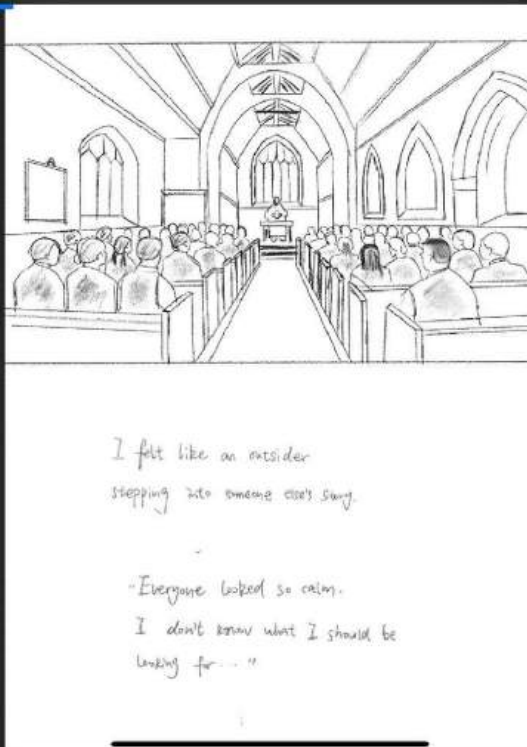 I felt like an outsider
stepping into someone else's story.
"Everyone looked so calm.
I don't know what I should be
looking for..."